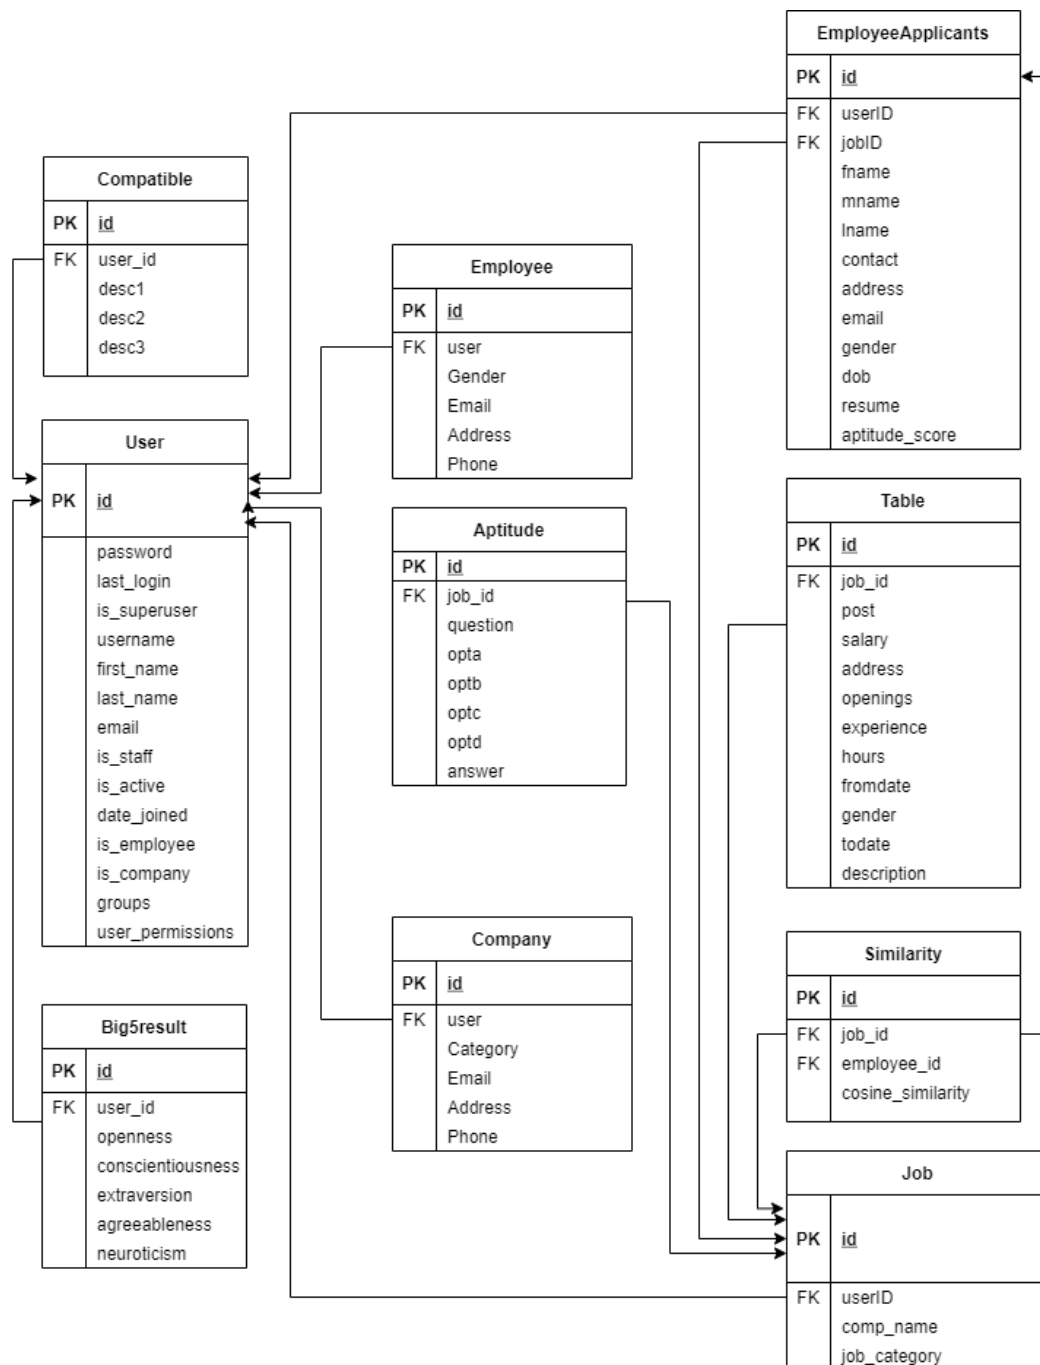 EmployeeApplicants
PK id
FK userID
FK jobID
fname
mname
lname
contact
address
email
gender
dob
resume
aptitude_score
Compatible
PK id
FK user_id
desc1
desc2
desc3
Employee
PK id
FK user
Gender
Email
Address
Phone
User
PK id
password
last_login
is_superuser
username
first_name
last_name
email
is_staff
is_active
date_joined
is_employee
is_company
groups
user_permissions
Aptitude
PK id
FK job_id
question
opta
optb
optc
optd
answer
Table
PK id
FK job_id
post
salary
address
openings
experience
hours
fromdate
gender
todate
description
Company
PK id
FK user
Category
Email
Address
Phone
Similarity
PK id
FK job_id
FK employee_id
cosine_similarity
Big5result
PK id
FK user_id
openness
conscientiousness
extraversion
agreeableness
neuroticism
Job
PK id
FK userID
comp_name
job_category